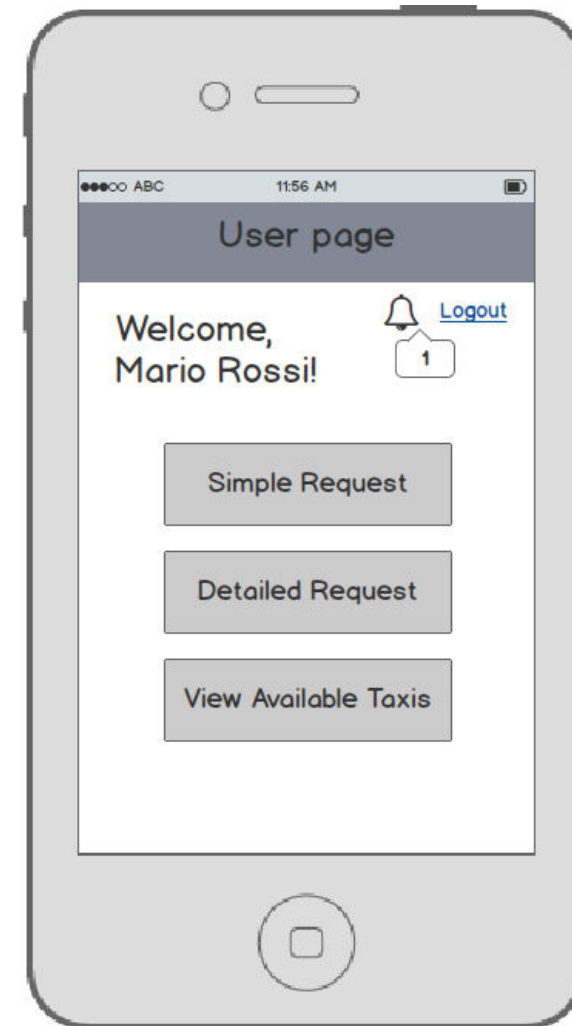 ABC 11:56 AM
User page
Logout
Welcome,
Mario Rossi!
1
Simple Request
Detailed Request
View Available Taxis